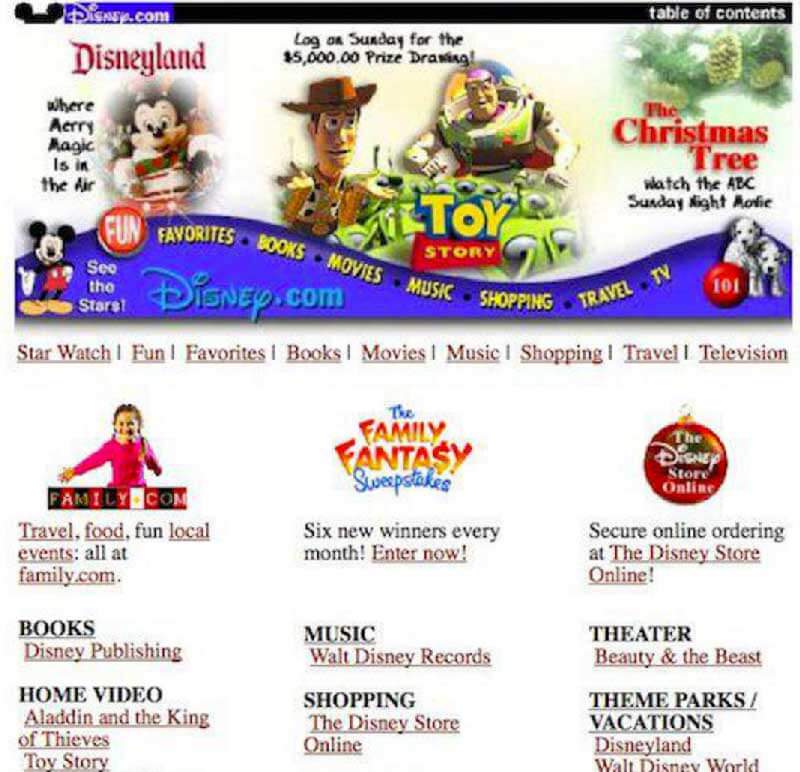 Disney.com
table of contents
Disneyland
Where
Merry
Magic
Is in
the Air
Log on Sunday for the
$5,000.00 Prize Drawing!
The
Christmas
Tree
Watch the ABC
Sunday Night Movie
TOY
STORY
FUN
FAVORITES • BOOKS • MOVIES • MUSIC • SHOPPING • TRAVEL • TV
See
the
Stars!
Disney.com
101
Star Watch | Fun | Favorites | Books | Movies | Music | Shopping | Travel | Television
FAMILY.COM
Travel, food, fun local
events: all at
family.com.
The
FAMILY
FANTA$Y
Sweepstakes
Six new winners every
month! Enter now!
The
Disney
Store
Online
Secure online ordering
at The Disney Store
Online!
BOOKS
Disney Publishing
HOME VIDEO
Aladdin and the King
of Thieves
Toy Story
MUSIC
Walt Disney Records
SHOPPING
The Disney Store
Online
THEATER
Beauty & the Beast
THEME PARKS /
VACATIONS
Disneyland
Walt Disney World